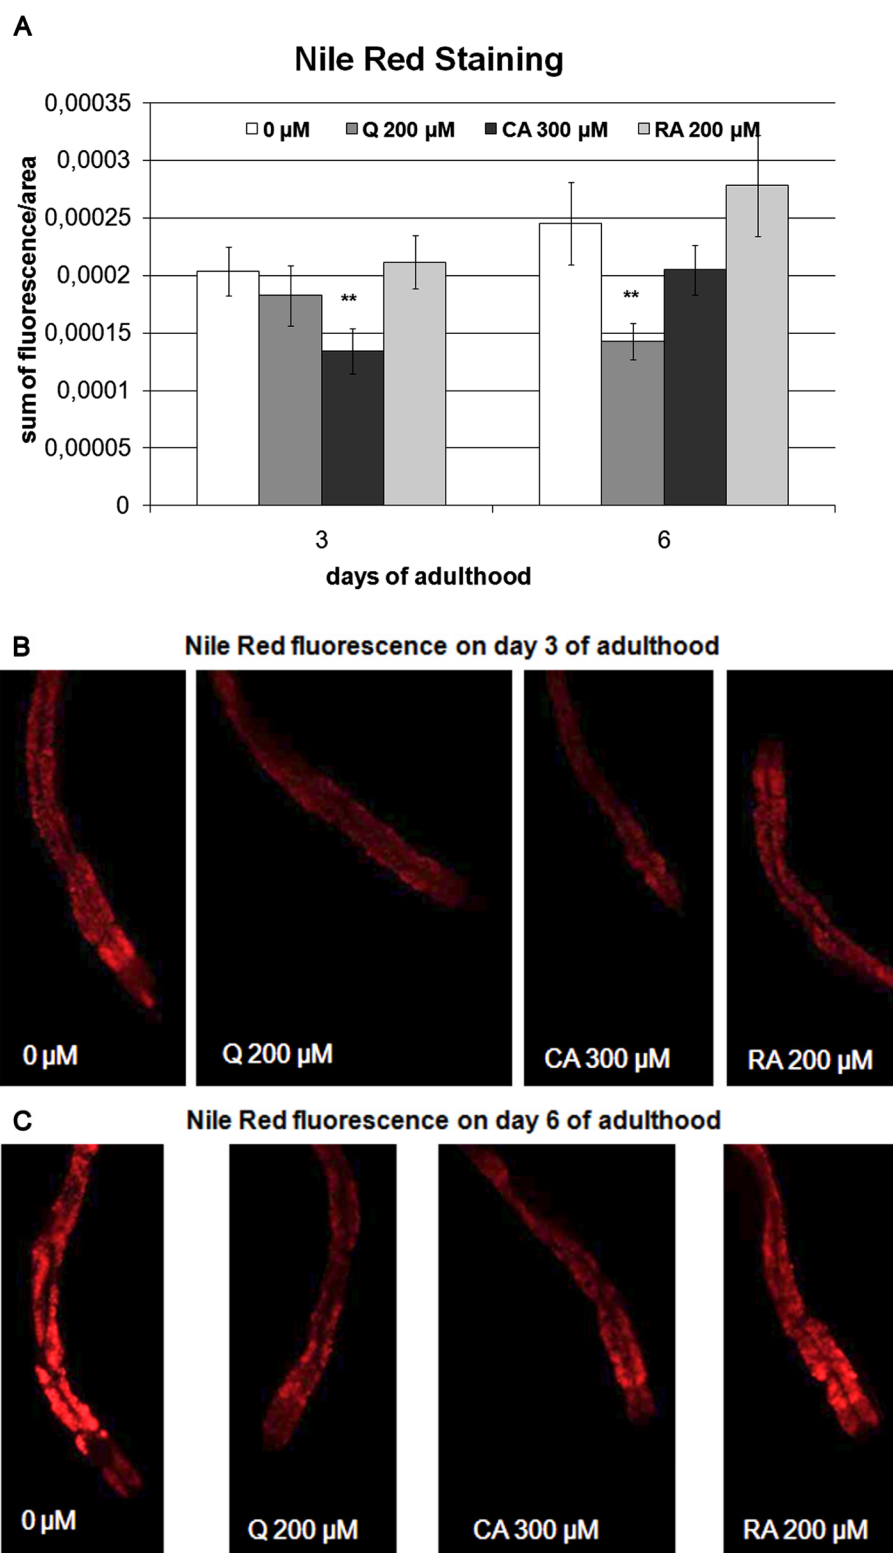 A
Nile Red Staining
0,00035
0 µM Q 200 µM CA 300 µM RA 200 µM
0,0003
0,00025
0,0002
0,00015
0,0001
0,00005
0
sum of fluorescence/area
**
**
3 6
days of adulthood
B Nile Red fluorescence on day 3 of adulthood
0 µM Q 200 µM CA 300 µM RA 200 µM
C Nile Red fluorescence on day 6 of adulthood
0 µM Q 200 µM CA 300 µM RA 200 µM